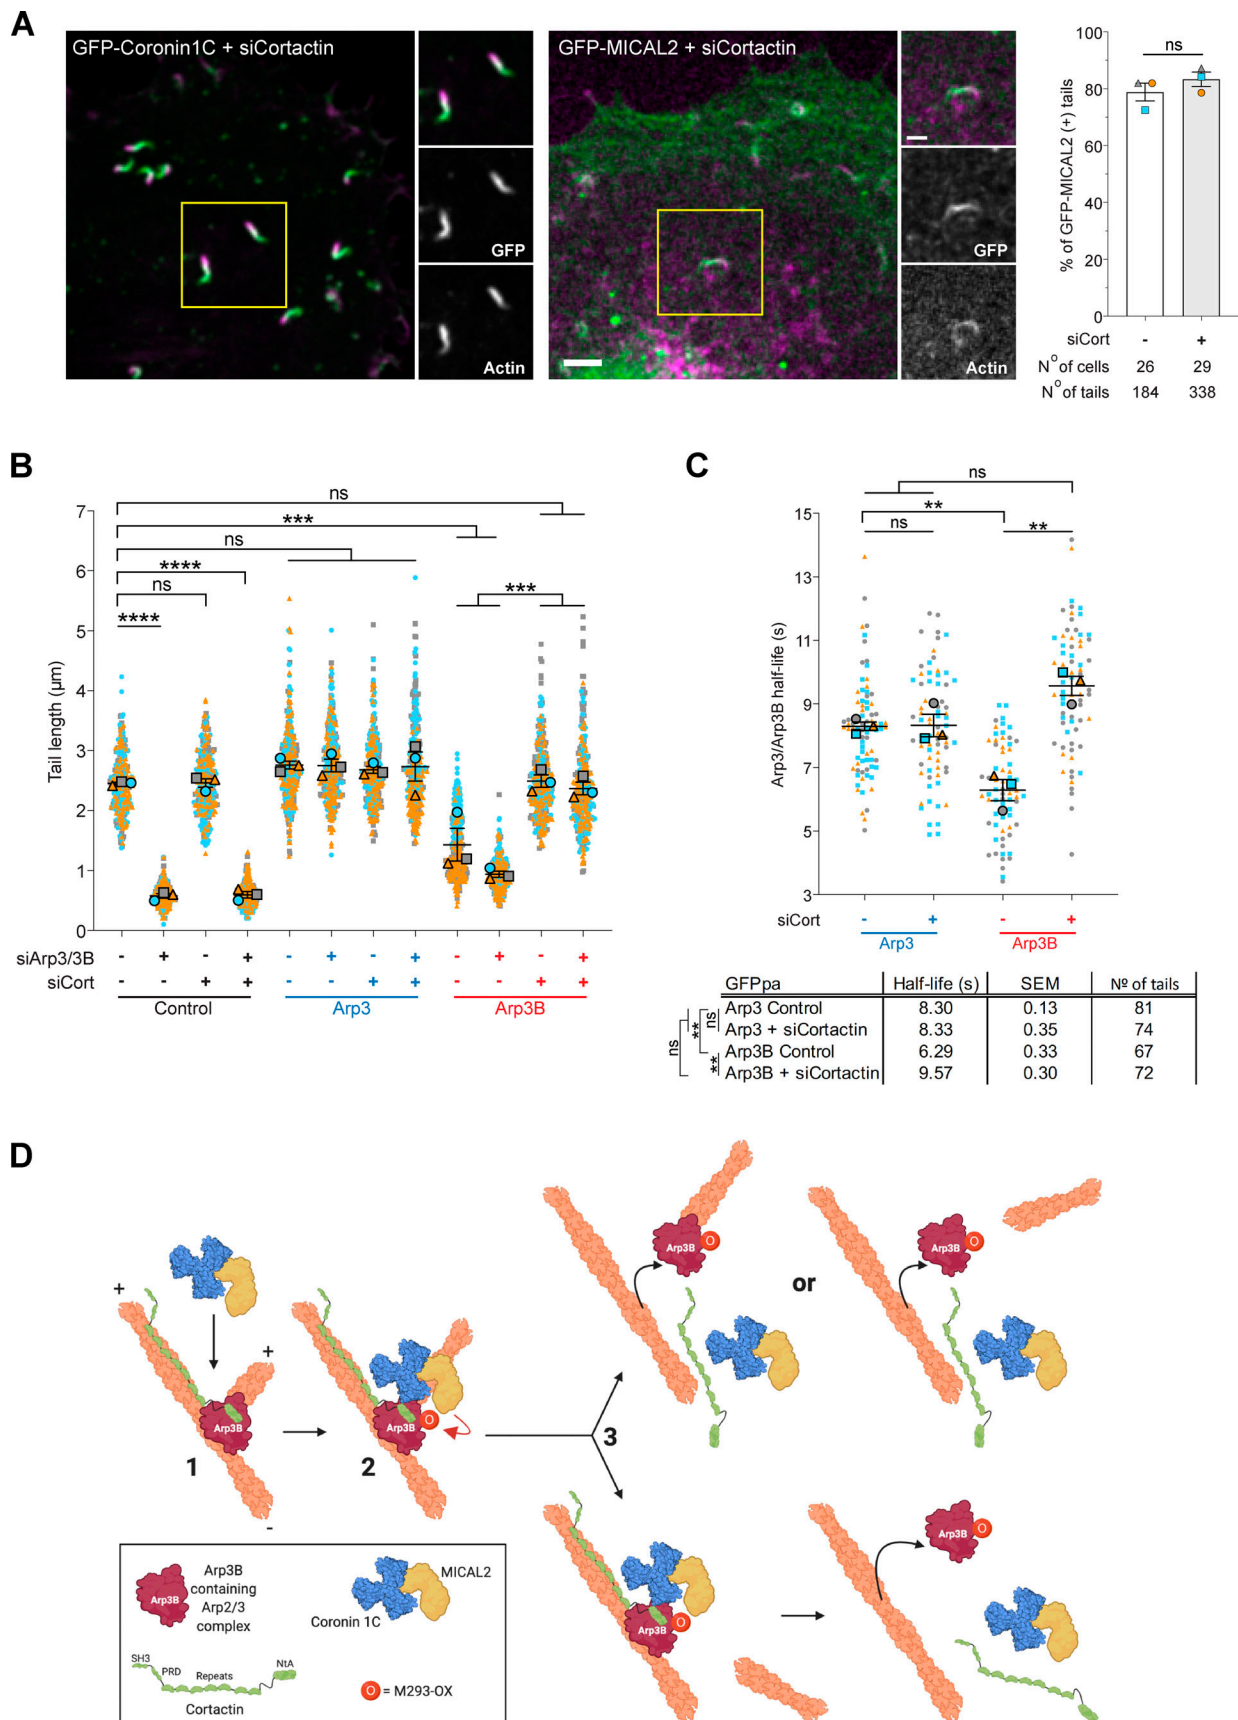 A
GFP-Coronin1C + siCortactin
GFP
Actin
GFP-MICAL2 + siCortactin
GFP
Actin
% of GFP-MICAL2 (+) tails
100
80
60
40
20
0
ns
siCort - +
No of cells 26 29
No of tails 184 338
B
Tail length (µm)
7
6
5
4
3
2
1
0
ns
***
ns
****
ns
****
***
siArp3/3B - + - + - + - + - + - +
siCort - - + + - - + + - - + +
Control Arp3 Arp3B
C
Arp3/Arp3B half-life (s)
15
13
11
9
7
5
3
ns
**
ns
**
siCort - + - +
Arp3 Arp3B
GFPpa Half-life (s) SEM Nº of tails
Arp3 Control 8.30 0.13 81
Arp3 + siCortactin 8.33 0.35 74
Arp3B Control 6.29 0.33 67
Arp3B + siCortactin 9.57 0.30 72
ns
**
ns
**
D
+
+
Arp3B
1
-
Arp3B
O
2
3
Arp3B
O
or
Arp3B
O
Arp3B
O
Arp3B
O
Arp3B
Arp3B
containing
Arp2/3
complex
MICAL2
Coronin 1C
SH3
PRD
Repeats
NtA
Cortactin
O = M293-OX